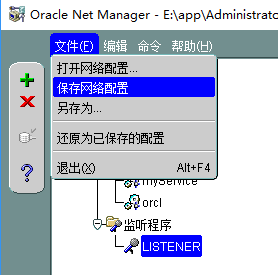 Oracle Net Manager - E:\app\Administrato
文件(F) 编辑 命令 帮助(H)
打开网络配置...
保存网络配置
另存为...
还原为已保存的配置
退出(X) Alt+F4
myService
orcl
监听程序
LISTENER